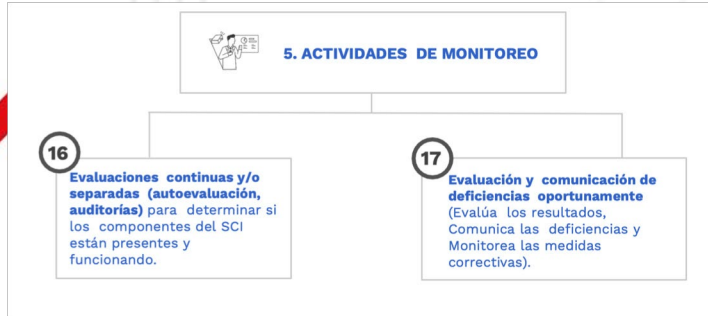 5. ACTIVIDADES DE MONITOREO
16
Evaluaciones continuas y/o
separadas (autoevaluación,
auditorías) para determinar si
los componentes del SCI
están presentes y
funcionando.
17
Evaluación y comunicación de
deficiencias oportunamente
(Evalúa los resultados,
Comunica las deficiencias y
Monitorea las medidas
correctivas).